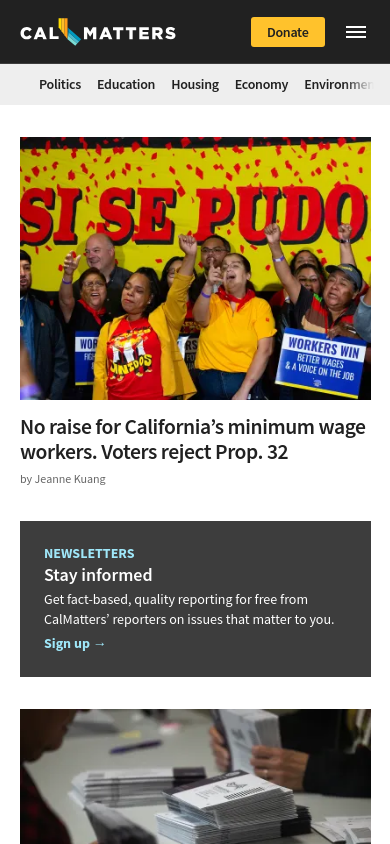 CAL MATTERS
Donate
Politics Education Housing Economy
SI SE PUDO
WORKERS WIN
BETTER WAGES
& A VOICE ON THE JOB
No raise for California's minimum wage
workers. Voters reject Prop. 32
by Jeanne Kuang
NEWSLETTERS
Stay informed
Get fact-based, quality reporting for free from
CalMatters' reporters on issues that matter to you.
Sign up →